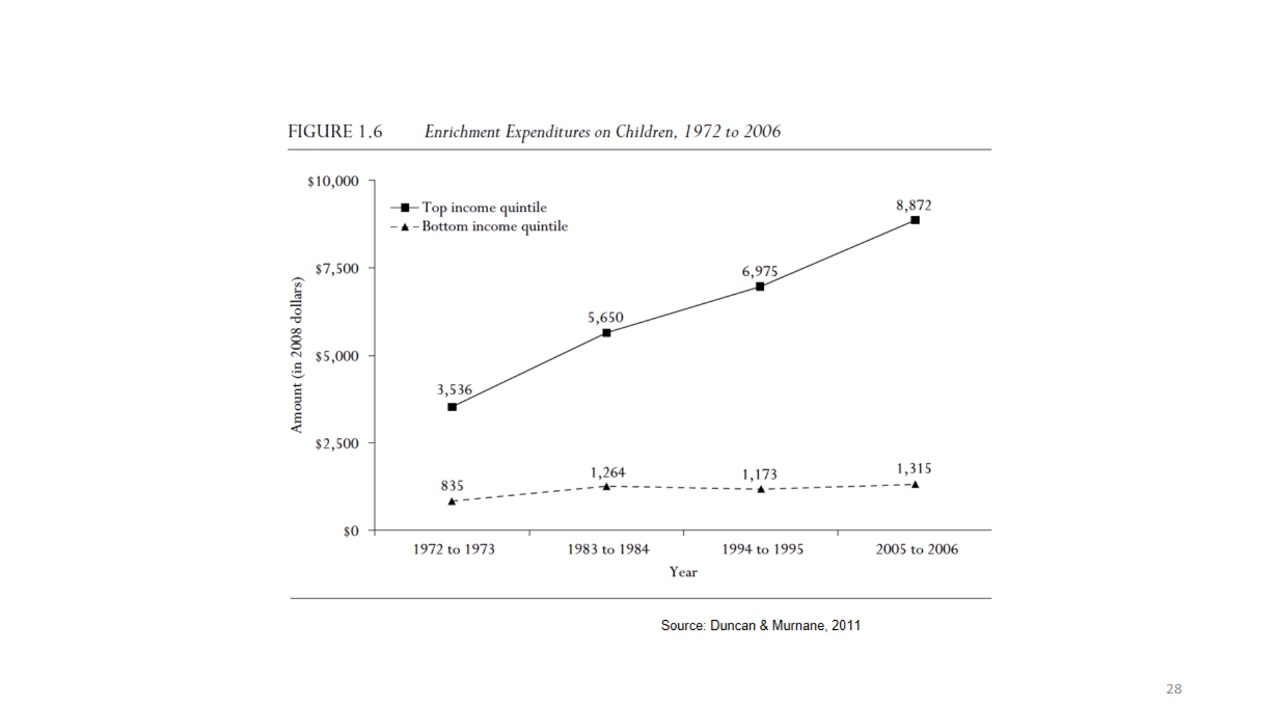 FIGURE 1.6 Enrichment Expenditures on Children, 1972 to 2006
$10,000
Top income quintile
Bottom income quintile
8,872
$7,500
6,975
5,650
Amount (in 2008 dollars)
$5,000
3,536
$2,500
835
1,264
1,173
1,315
$0
1972 to 1973 1983 to 1984 1994 to 1995 2005 to 2006
Year
Source: Duncan & Murnane, 2011
28